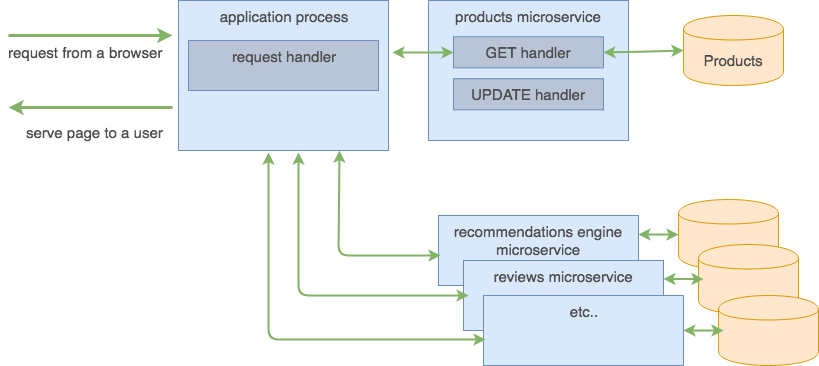 request from a browser
serve page to a user
application process
request handler
products microservice
GET handler
UPDATE handler
Products
recommendations engine
microservice
reviews microservice
etc..